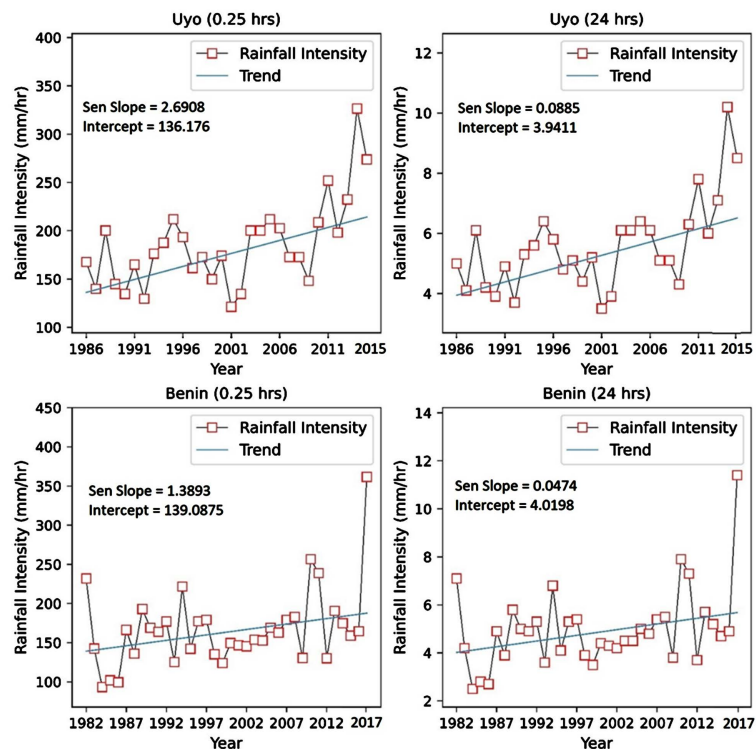 Uyo (0.25 hrs)
400
350
300
250
200
150
100
Rainfall Intensity (mm/hr)
Rainfall Intensity
Trend
Sen Slope = 2.6908
Intercept = 136.176
1986 1991 1996 2001 2011 2015
Year
Uyo (24 hrs)
12
10
8
6
4
Rainfall Intensity (mm/hr)
Rainfall Intensity
Trend
Sen Slope = 0.0885
Intercept = 3.9411
1986 1991 1996 2001 2011 2015
Year
Benin (0.25 hrs)
450
400
350
300
250
200
150
100
Rainfall Intensity (mm/hr)
Rainfall Intensity
Trend
Sen Slope = 1.3893
Intercept = 139.0875
1982 1987 1992 1997 2002 2007 2012 2017
Year
Benin (24 hrs)
14
12
10
8
6
4
2
Rainfall Intensity (mm/hr)
Rainfall Intensity
Trend
Sen Slope = 0.0474
Intercept = 4.0198
1982 1987 1992 1997 2002 2007 2012 2017
Year